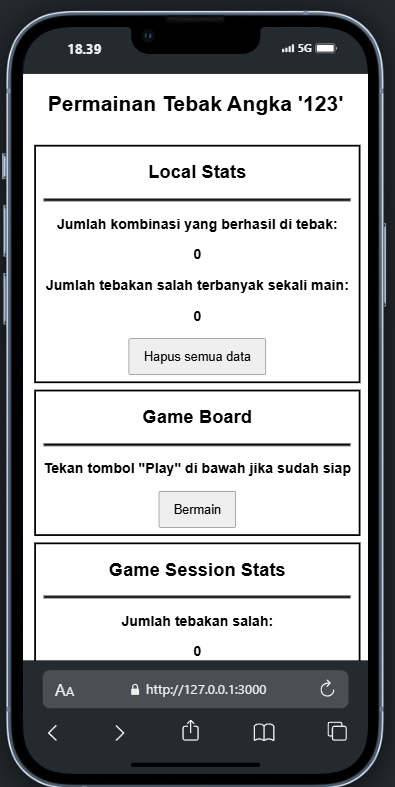 18.39
5G
Permainan Tebak Angka '123'
Local Stats
Jumlah kombinasi yang berhasil di tebak:
0
Jumlah tebakan salah terbanyak sekali main:
0
Hapus semua data
Game Board
Tekan tombol "Play" di bawah jika sudah siap
Bermain
Game Session Stats
Jumlah tebakan salah:
0
AA http://127.0.0.1:3000